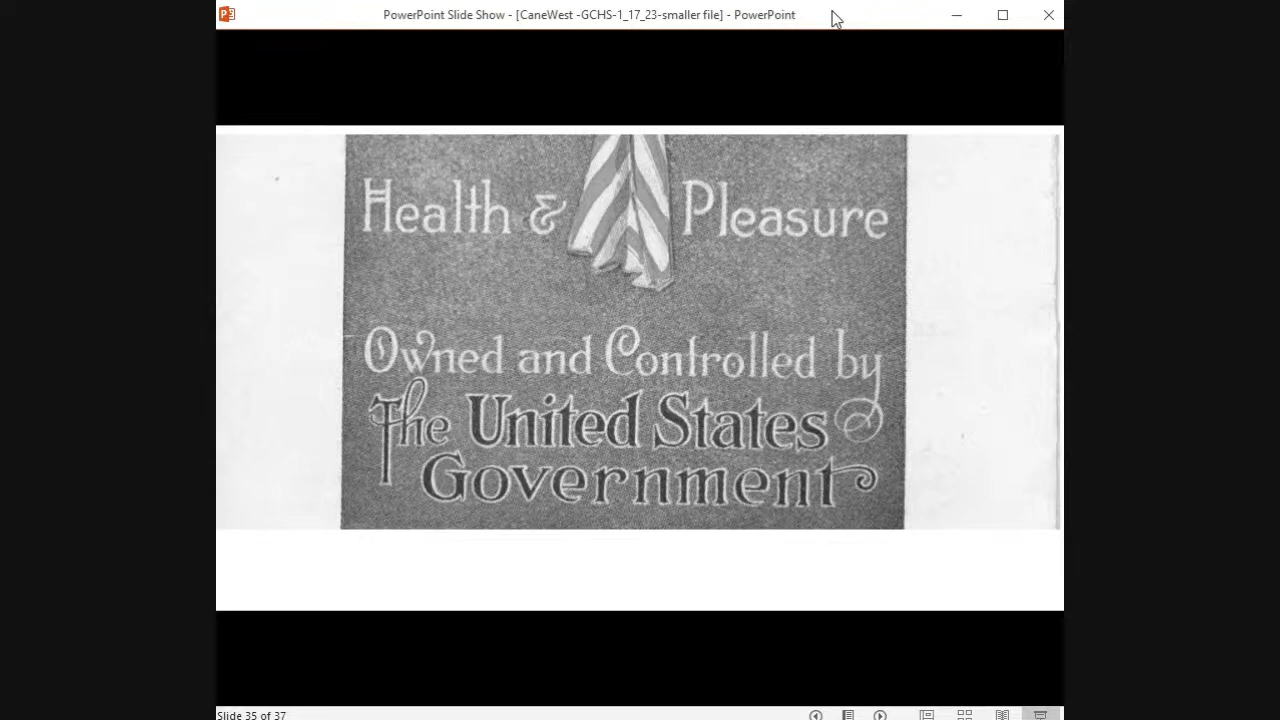 PowerPoint Slide Show - [CaneWest -GCHS-1_17_23-smaller file] - PowerPoint
Health & Pleasure
Owned and Controlled by
The United States
Government
Slide 35 of 37